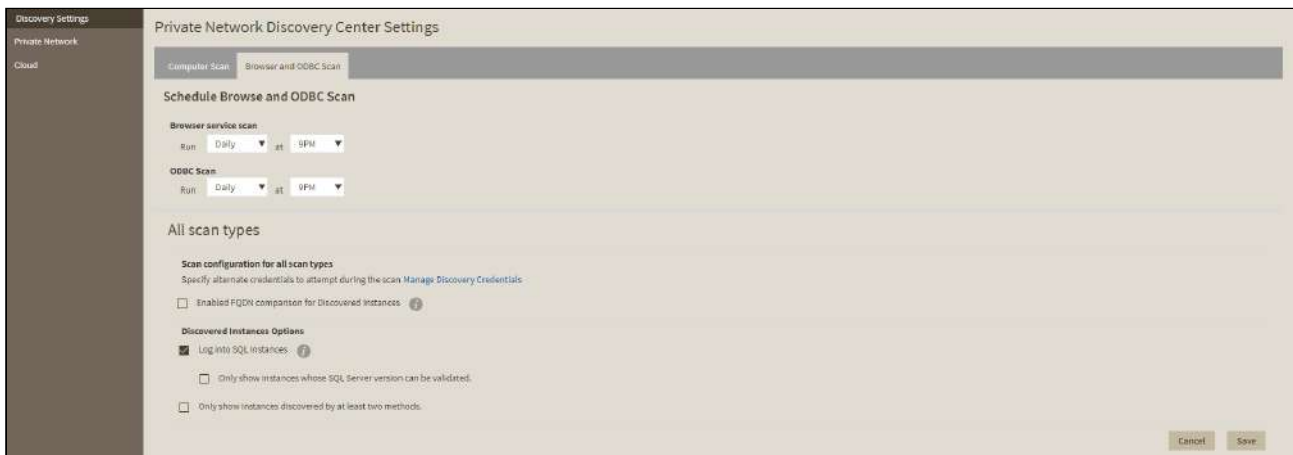 Discovery Settings
Private Network
Cloud
Private Network Discovery Center Settings
Computer Scan Browser and ODBC Scan
Schedule Browse and ODBC Scan
Browser service scan
Run Daily at 9PM
ODBC Scan
Run Daily at 9PM
All scan types
Scan configuration for all scan types
Specify alternate credentials to attempt during the scan Manage Discovery Credentials
Enabled FQDN comparison for Discovered Instances i
Discovered Instances Options
Log into SQL Instances i
Only show instances whose SQL Server version can be validated.
Only show instances discovered by at least two methods.
Cancel Save